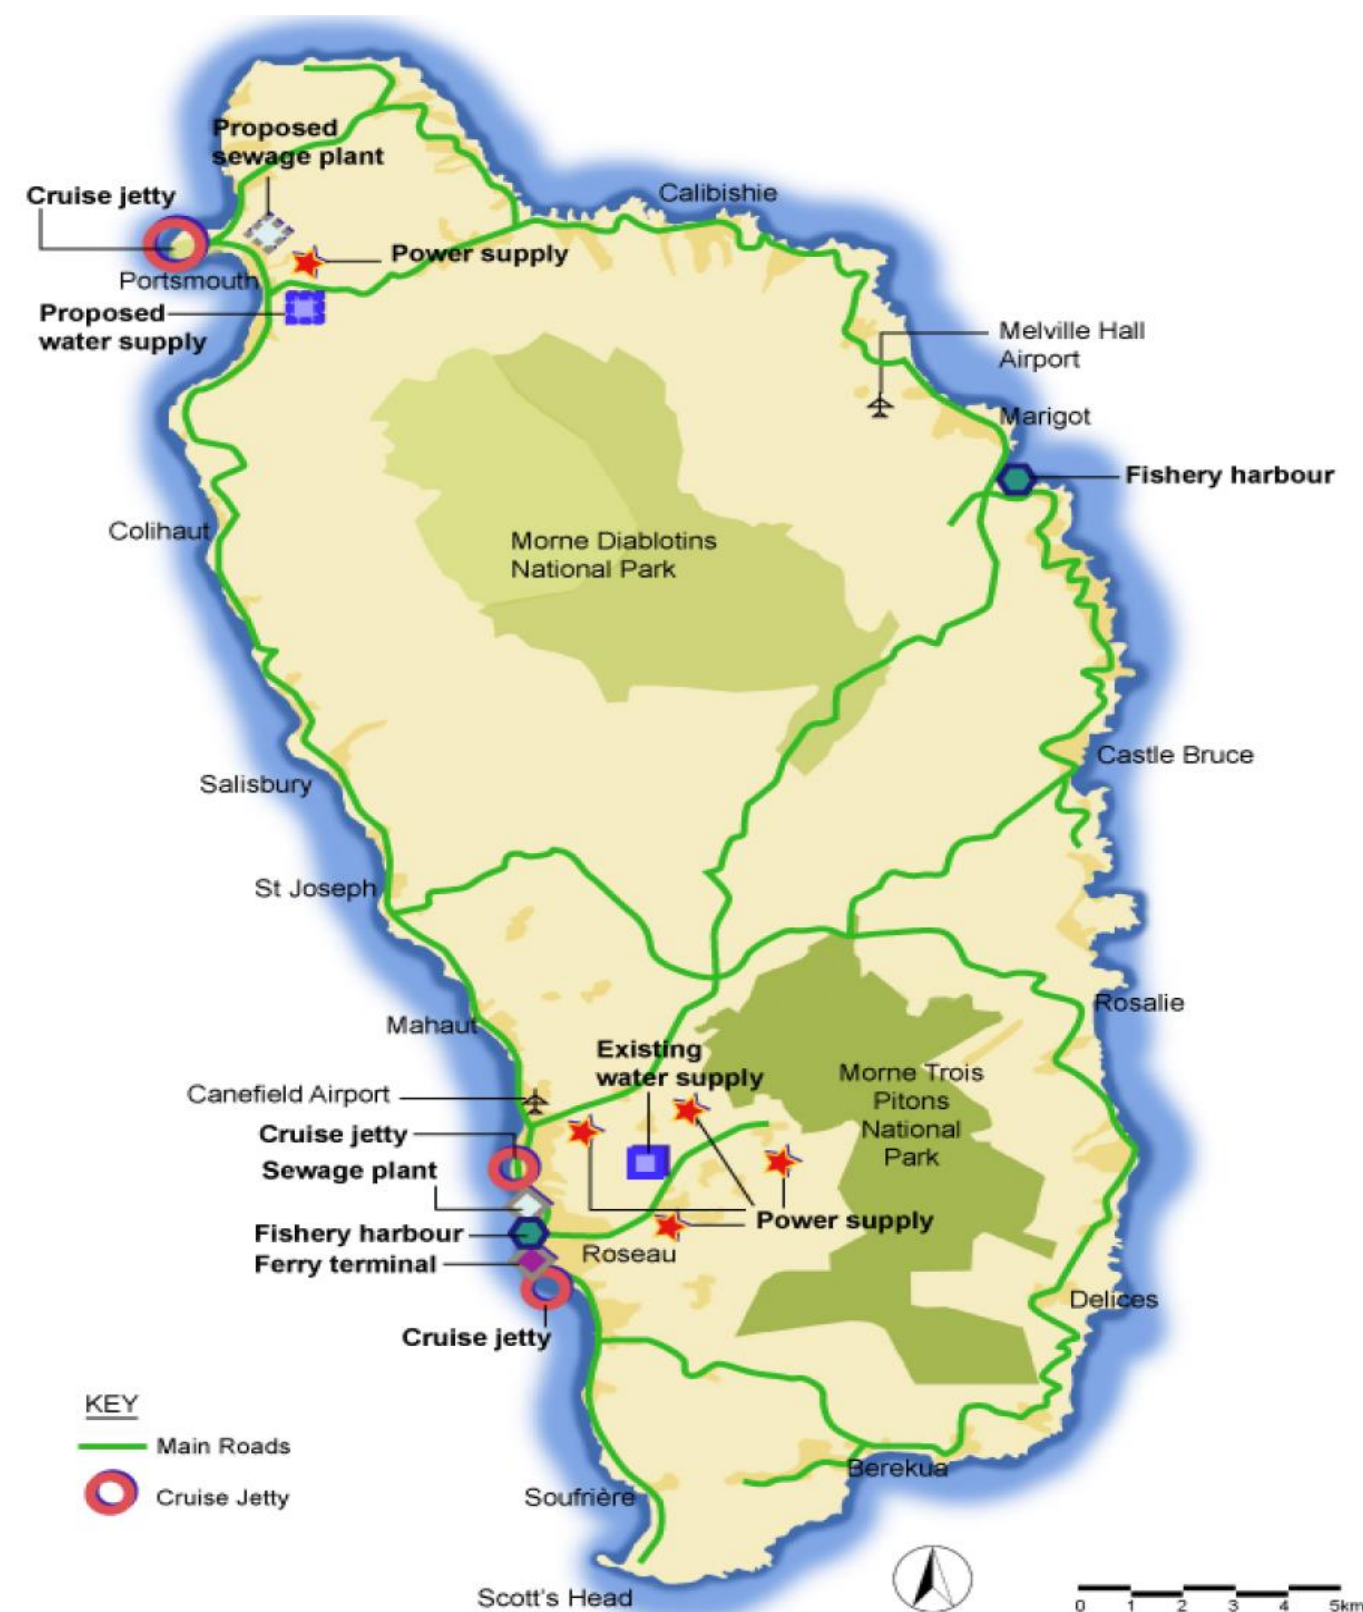 Proposed
sewage plant
Cruise jetty
Calibishie
Power supply
Portsmouth
Proposed
water supply
Melville Hall
Airport
Marigot
Fishery harbour
Colihaut
Morne Diablotins
National Park
Castle Bruce
Salisbury
St Joseph
Rosalie
Mahaut
Existing
water supply
Morne Trois
Pitons
National
Park
Canefield Airport
Cruise jetty
Sewage plant
Power supply
Fishery harbour
Roseau
Ferry terminal
Delices
Cruise jetty
KEY
Main Roads
Cruise Jetty
Berekua
Soufrière
Scott's Head
0 1 2 3 4 5km